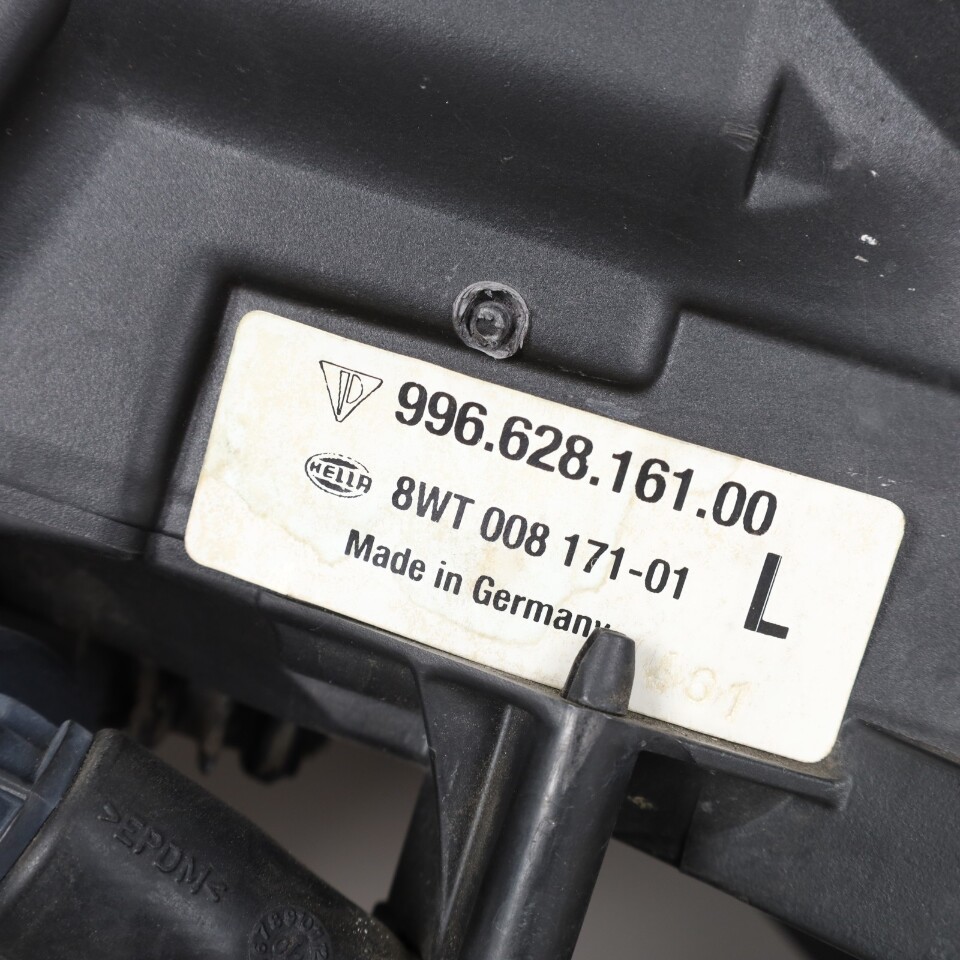 996.628.161.00
HELLA
8WT 008 171-01
L
Made in Germany
>EPDM<